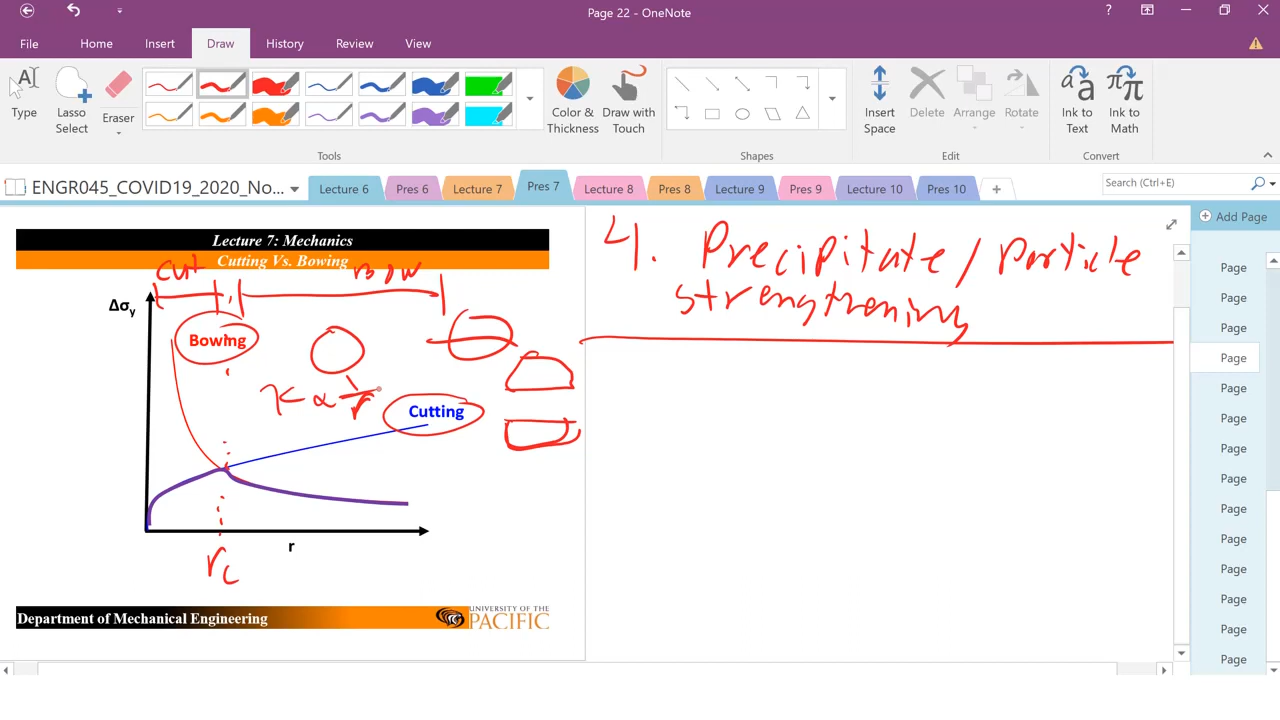 Page 22 - OneNote
?
File Home Insert Draw History Review View
Type
Lasso Select
Eraser
Color & Thickness
Draw with Touch
Insert Space
Delete
Arrange
Rotate
Ink to Text
Ink to Math
Tools
Shapes
Edit
Convert
ENGR045_COVID19_2020_No...
Lecture 6 Pres 6 Lecture 7 Pres 7 Lecture 8 Pres 8 Lecture 9 Pres 9 Lecture 10 Pres 10 +
Search (Ctrl+E)
Add Page
Page
Page
Page
Page
Page
Page
Page
Page
Page
Page
Page
Page
Page
Page
Lecture 7: Mechanics
Cutting Vs. Bowing
Cut
Bow
Δσy
Bowing
K ∝ 1/r
Cutting
r
rc
Department of Mechanical Engineering
UNIVERSITY OF THE
PACIFIC
4. Precipitate / Particle
strengthening